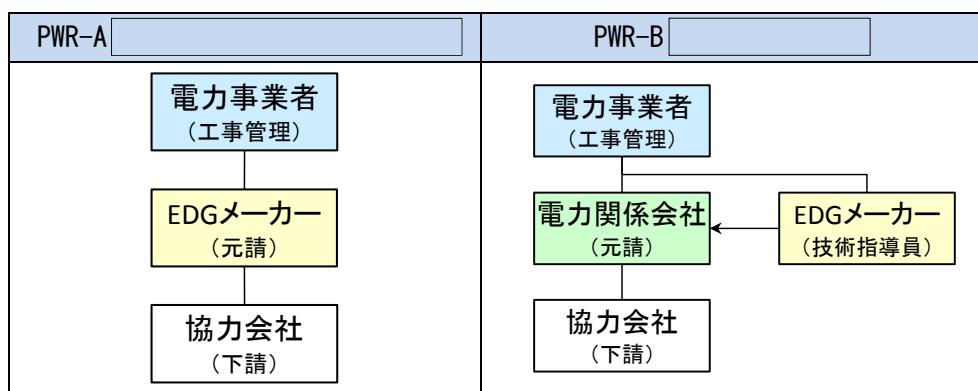 PWR-A
PWR-B
電力事業者
（工事管理）
EDGメーカー
（元請）
協力会社
（下請）
電力事業者
（工事管理）
電力関係会社
（元請）
EDGメーカー
（技術指導員）
協力会社
（下請）